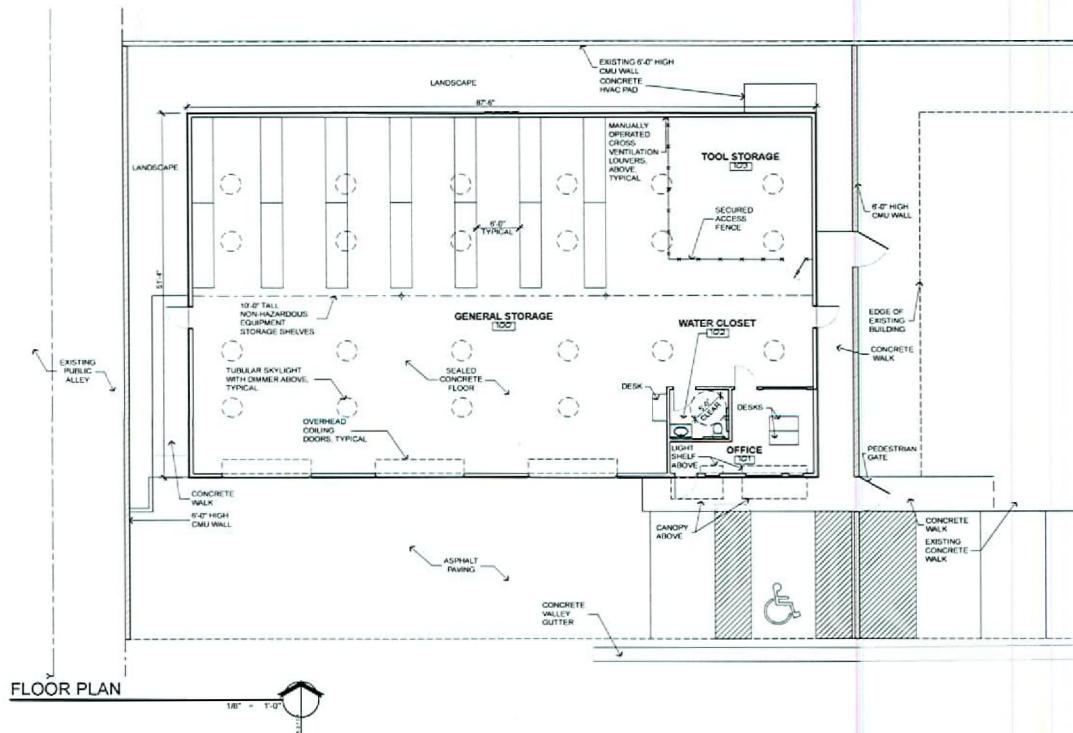 EXISTING 6'-0" HIGH
CMU WALL
CONCRETE
HVAC PAD
LANDSCAPE
87'-6"
MANUALLY
OPERATED
CROSS
VENTILATION
LOUVERS,
ABOVE,
TYPICAL
TOOL STORAGE
103
LANDSCAPE
SECURED
ACCESS
FENCE
6'-0" HIGH
CMU WALL
6'-0"
TYPICAL
51'-4"
10'-0" TALL
NON-HAZARDOUS
EQUIPMENT
STORAGE SHELVES
GENERAL STORAGE
100
WATER CLOSET
102
EDGE OF
EXISTING
BUILDING
CONCRETE
WALK
EXISTING
PUBLIC
ALLEY
TUBULAR SKYLIGHT
WITH DIMMER ABOVE,
TYPICAL
SEALED
CONCRETE
FLOOR
DESK
5'-0"
CLEAR
DESKS
OVERHEAD
COILING
DOORS, TYPICAL
LIGHT
SHELF
ABOVE
OFFICE
101
PEDESTRIAN
GATE
CONCRETE
WALK
6'-0" HIGH
CMU WALL
CANOPY
ABOVE
CONCRETE
WALK
EXISTING
CONCRETE
WALK
ASPHALT
PAVING
CONCRETE
VALLEY
GUTTER
FLOOR PLAN
1/8" = 1'-0"